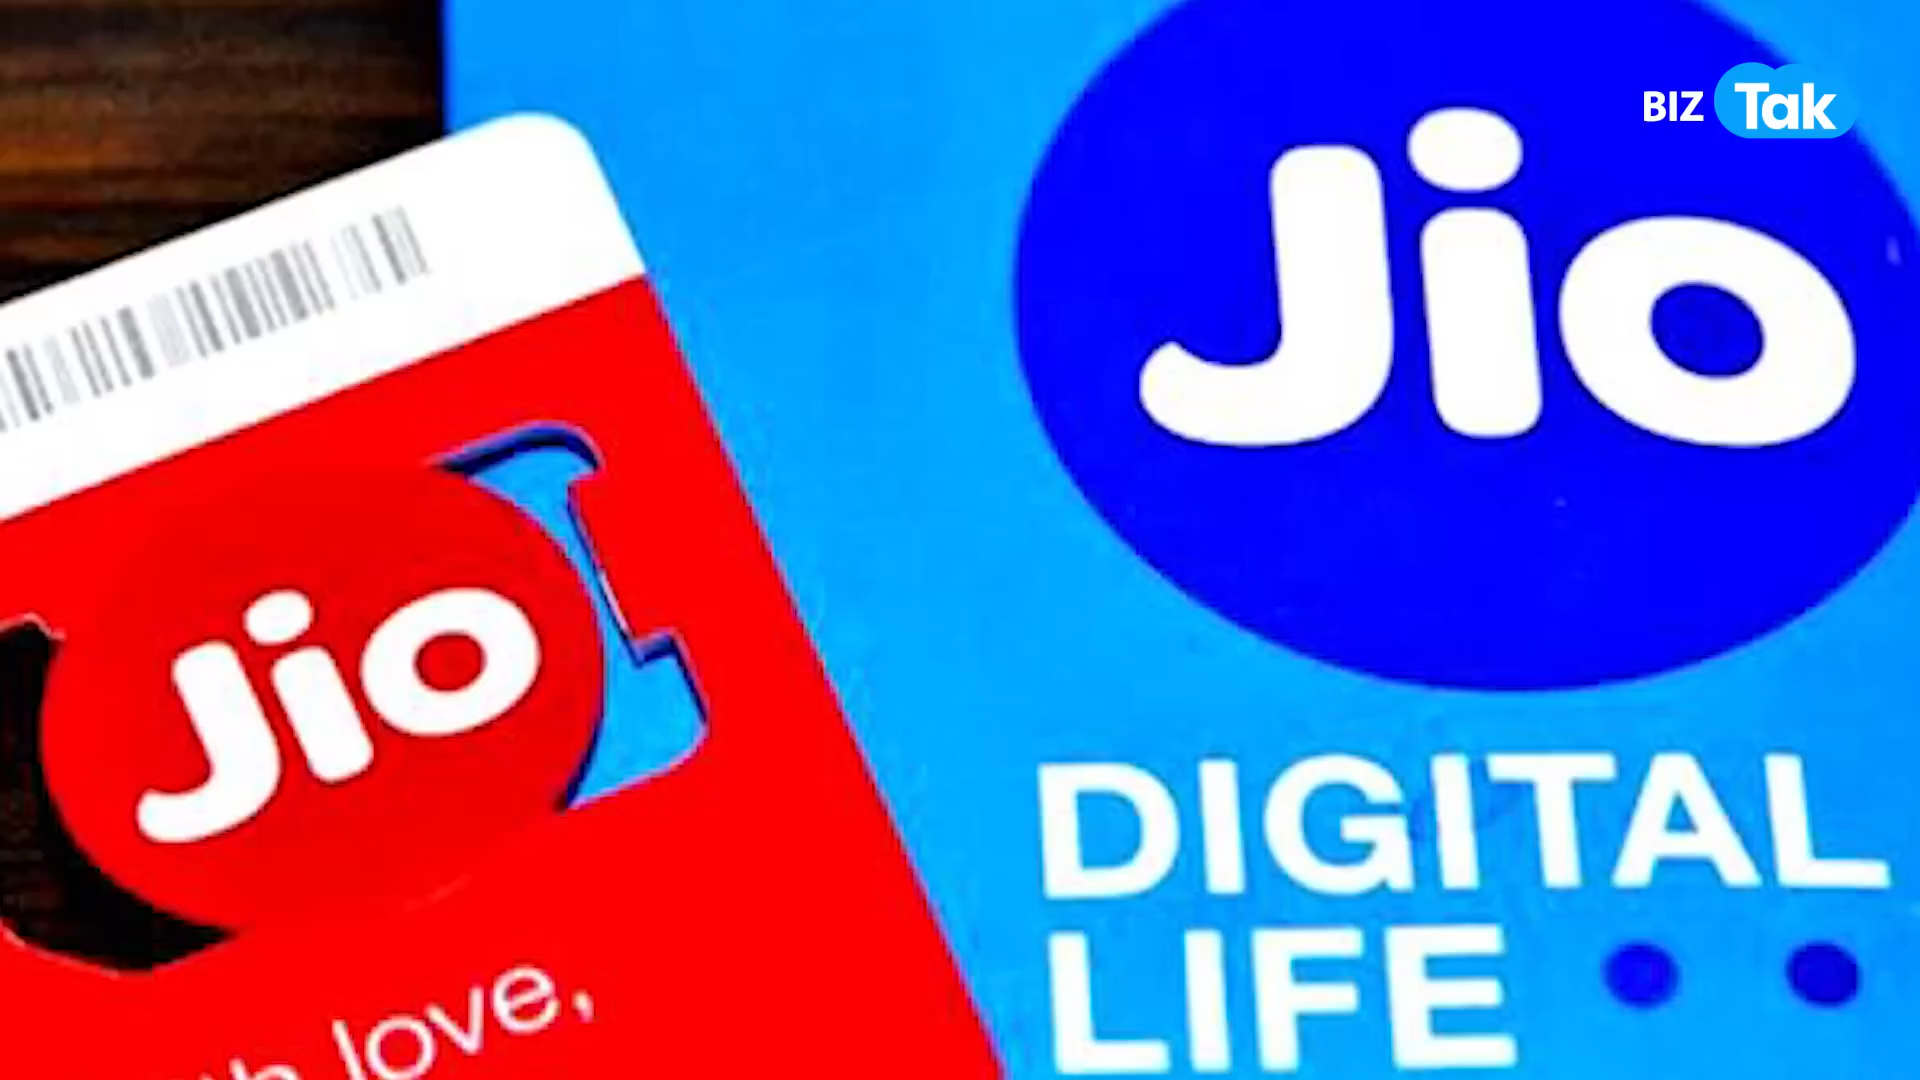 BIZ Tak
Jio
DIGITAL
LIFE
Jio
love,